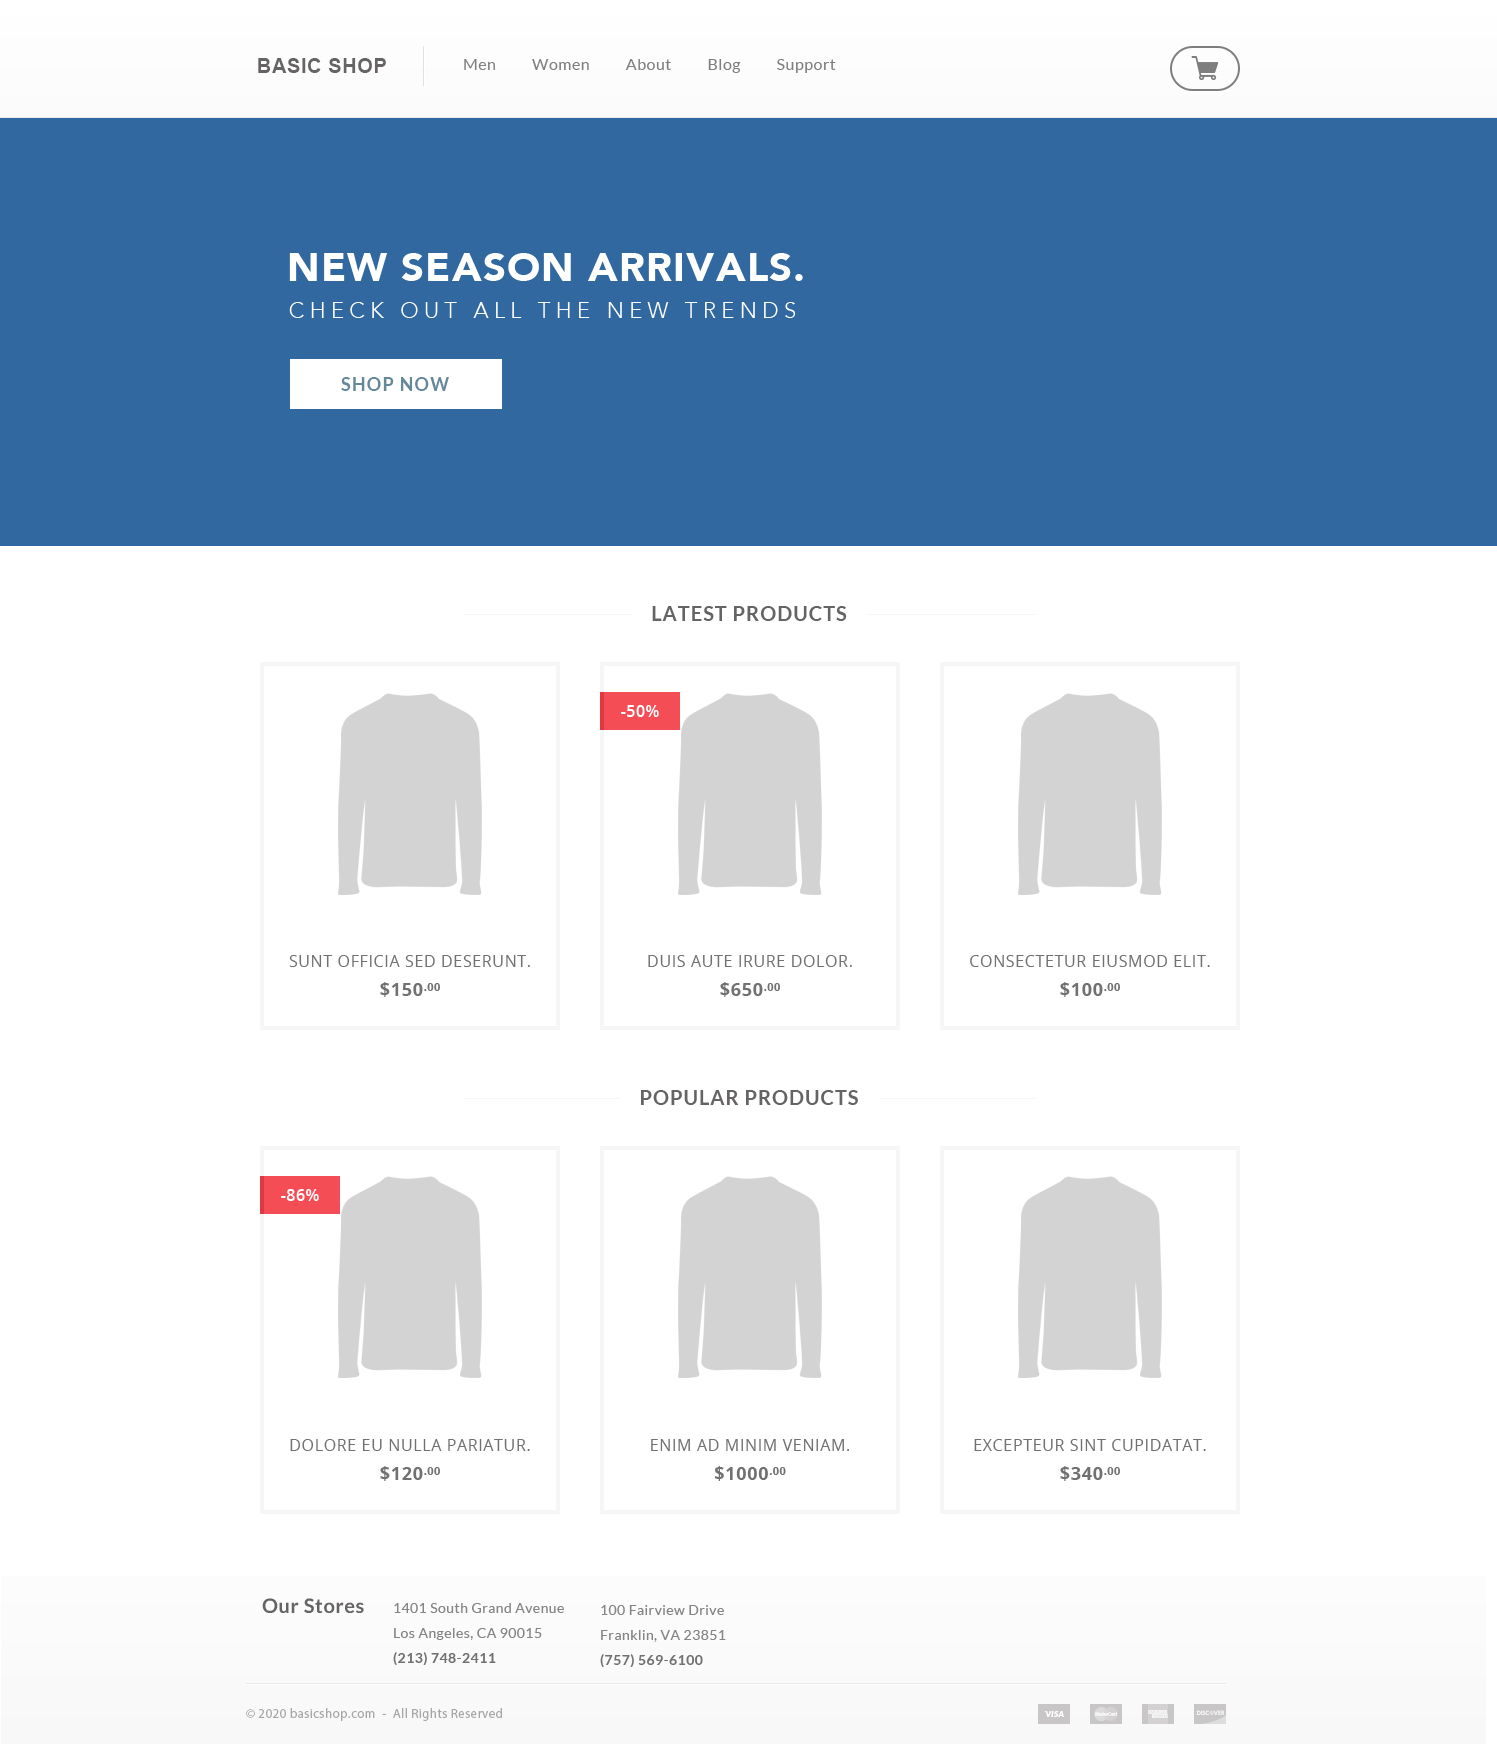 BASIC SHOP
Men Women About Blog Support
NEW SEASON ARRIVALS.
CHECK OUT ALL THE NEW TRENDS
SHOP NOW
LATEST PRODUCTS
-50%
SUNT OFFICIA SED DESERUNT.
$150.00
DUIS AUTE IRURE DOLOR.
$650.00
CONSECTETUR EIUSMOD ELIT.
$100.00
POPULAR PRODUCTS
-86%
DOLORE EU NULLA PARIATUR.
$120.00
ENIM AD MINIM VENIAM.
$1000.00
EXCEPTEUR SINT CUPIDATAT.
$340.00
Our Stores
1401 South Grand Avenue
Los Angeles, CA 90015
(213) 748-2411
100 Fairview Drive
Franklin, VA 23851
(757) 569-6100
© 2020 basicshop.com - All Rights Reserved
VISA
MasterCard
DISCOVER